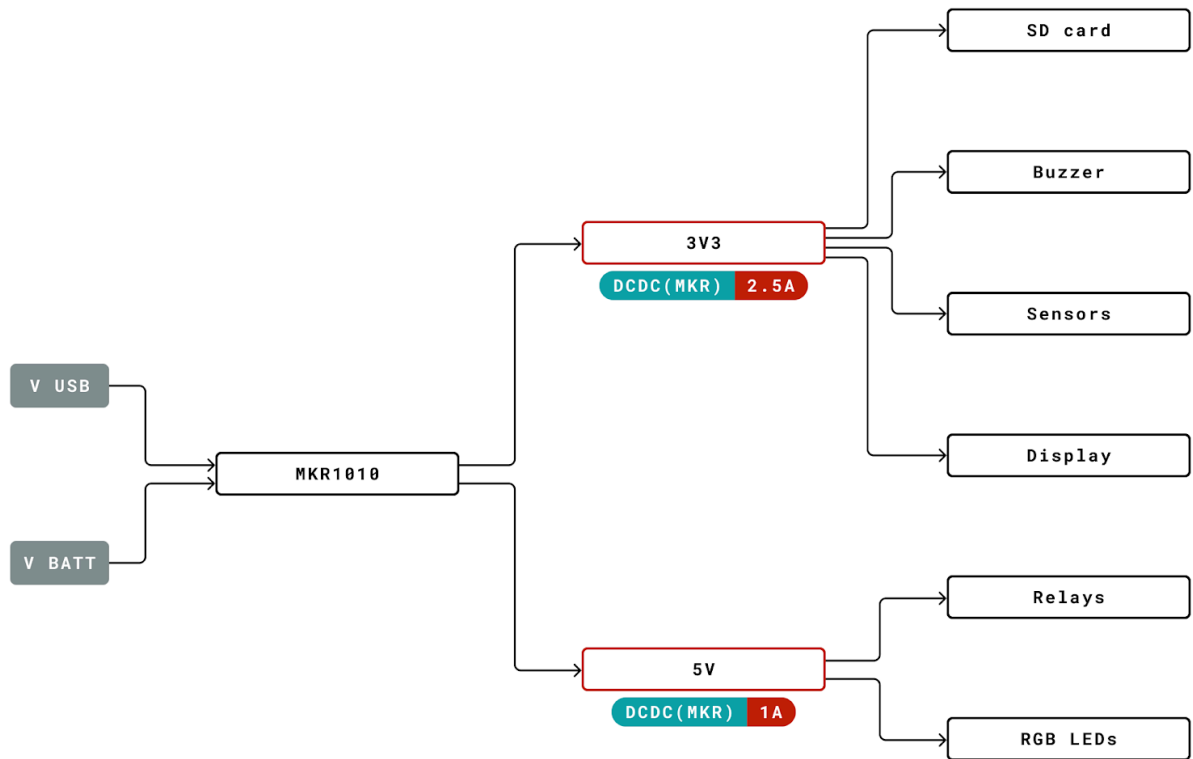 SD card
Buzzer
3V3
DCDC(MKR) 2.5A
Sensors
V USB
MKR1010
Display
V BATT
Relays
5V
DCDC(MKR) 1A
RGB LEDs